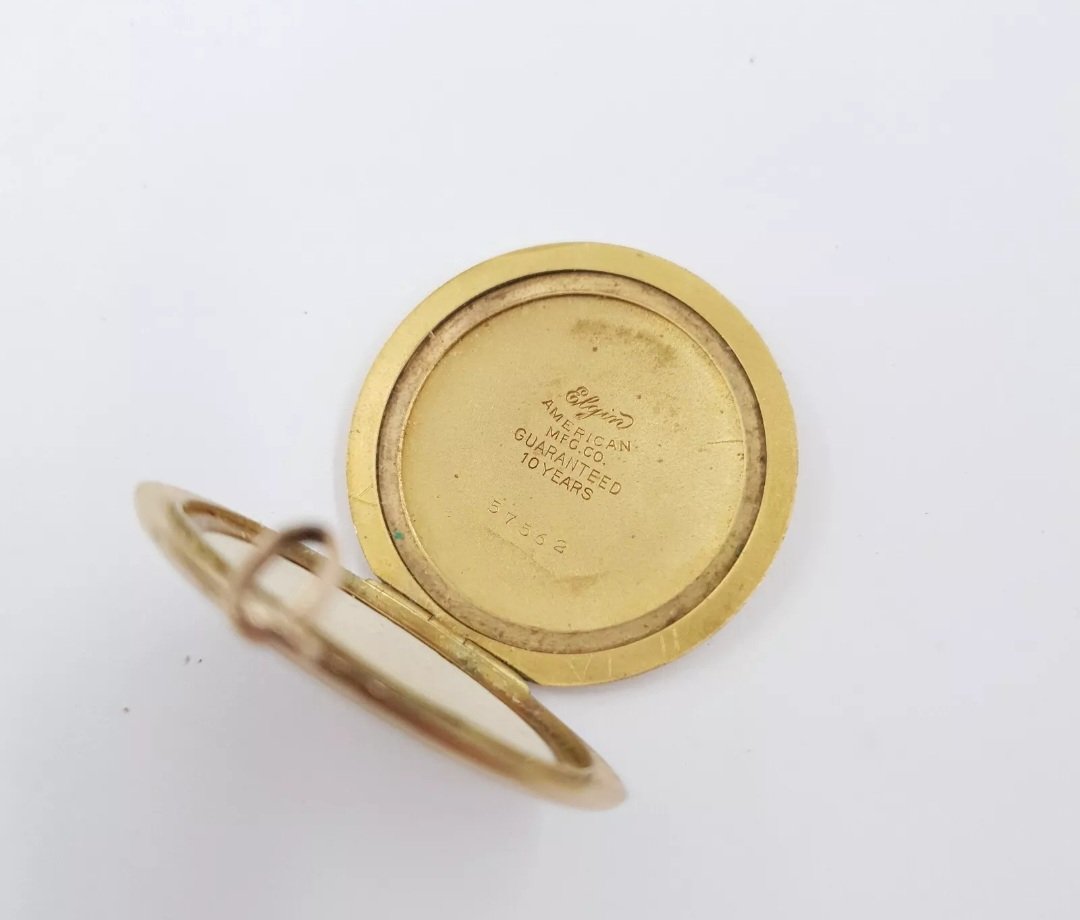 Elgin
AMERICAN
MFG.CO.
GUARANTEED
10 YEARS
57562